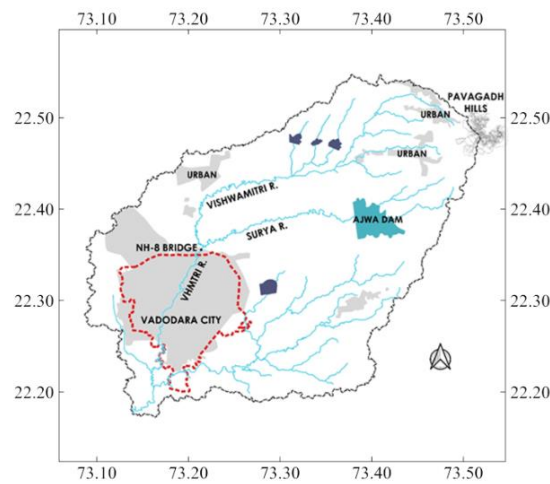 73.10 73.20 73.30 73.40 73.50
PAVAGADH
HILLS
22.50 URBAN 22.50
URBAN
URBAN
VISHWAMITRI R.
22.40 AJWA DAM 22.40
SURYA R.
NH-8 BRIDGE
VHMTRI R.
22.30 22.30
VADODARA CITY
22.20 22.20
73.10 73.20 73.30 73.40 73.50